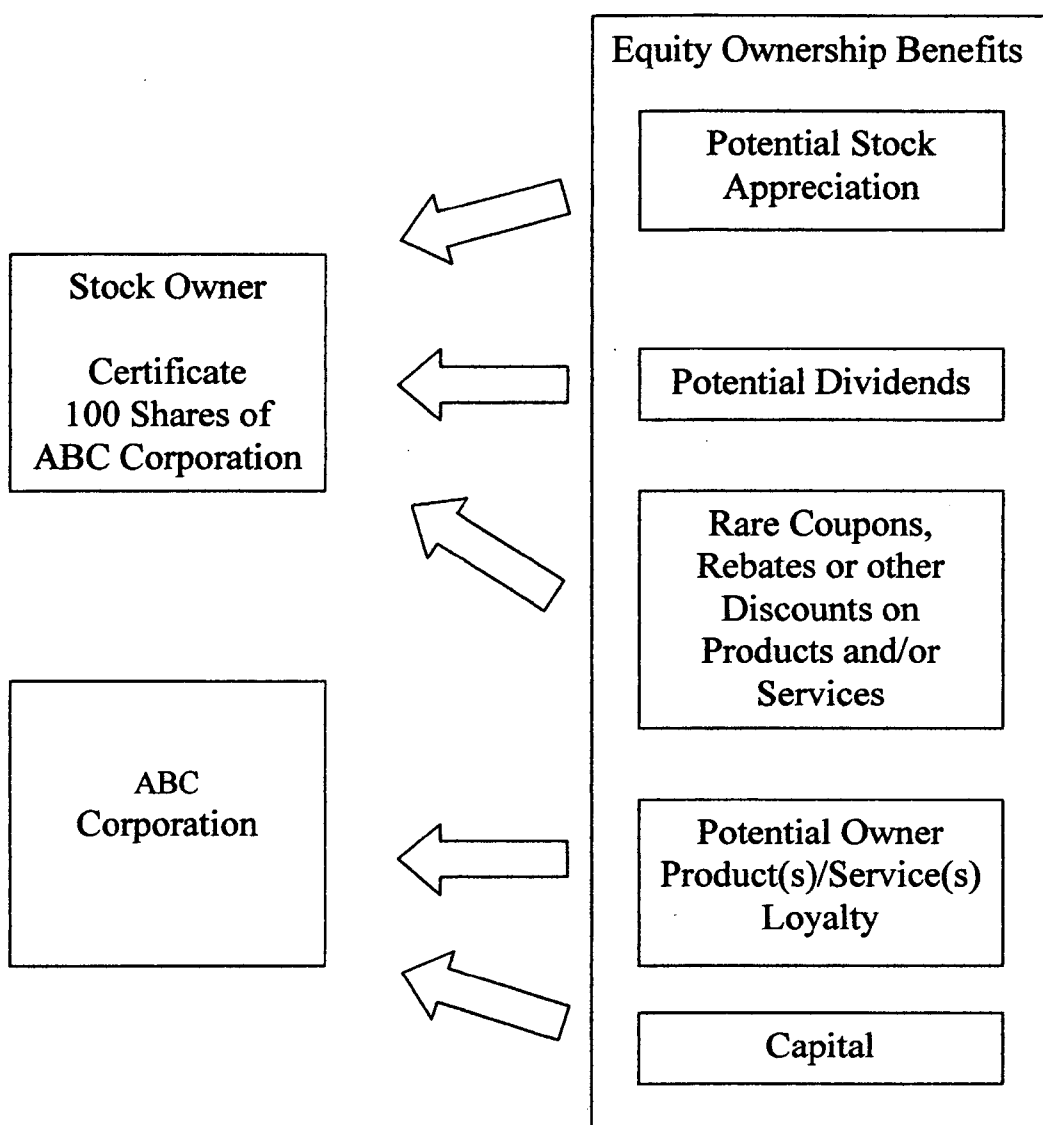 Equity Ownership Benefits
Potential Stock
Appreciation
Stock Owner
Certificate
100 Shares of
ABC Corporation
Potential Dividends
Rare Coupons,
Rebates or other
Discounts on
Products and/or
Services
ABC
Corporation
Potential Owner
Product(s)/Service(s)
Loyalty
Capital